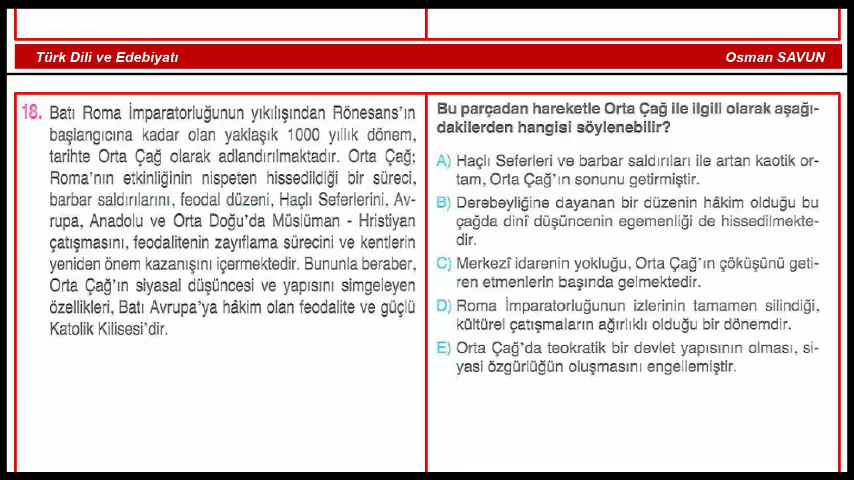 Türk Dili ve Edebiyatı
Osman SAVUN
18. Batı Roma İmparatorluğunun yıkılışından Rönesans'ın
başlangıcına kadar olan yaklaşık 1000 yıllık dönem,
tarihte Orta Çağ olarak adlandırılmaktadır. Orta Çağ;
Roma'nın etkinliğinin nispeten hissedildiği bir süreci,
barbar saldırılarını, feodal düzeni, Haçlı Seferlerini, Av-
rupa, Anadolu ve Orta Doğu'da Müslüman - Hristiyan
çatışmasını, feodalitenin zayıflama sürecini ve kentlerin
yeniden önem kazanışını içermektedir. Bununla beraber,
Orta Çağ'ın siyasal düşüncesi ve yapısını simgeleyen
özellikleri, Batı Avrupa'ya hâkim olan feodalite ve güçlü
Katolik Kilisesi'dir.
Bu parçadan hareketle Orta Çağ ile ilgili olarak aşağı-
dakilerden hangisi söylenebilir?
A) Haçlı Seferleri ve barbar saldırıları ile artan kaotik or-
tam, Orta Çağ'ın sonunu getirmiştir.
B) Derebeyliğine dayanan bir düzenin hâkim olduğu bu
çağda dinî düşüncenin egemenliği de hissedilmekte-
dir.
C) Merkezî idarenin yokluğu, Orta Çağ'ın çöküşünü geti-
ren etmenlerin başında gelmektedir.
D) Roma İmparatorluğunun izlerinin tamamen silindiği,
kültürel çatışmaların ağırlıklı olduğu bir dönemdir.
E) Orta Çağ'da teokratik bir devlet yapısının olması, si-
yasi özgürlüğün oluşmasını engellemiştir.